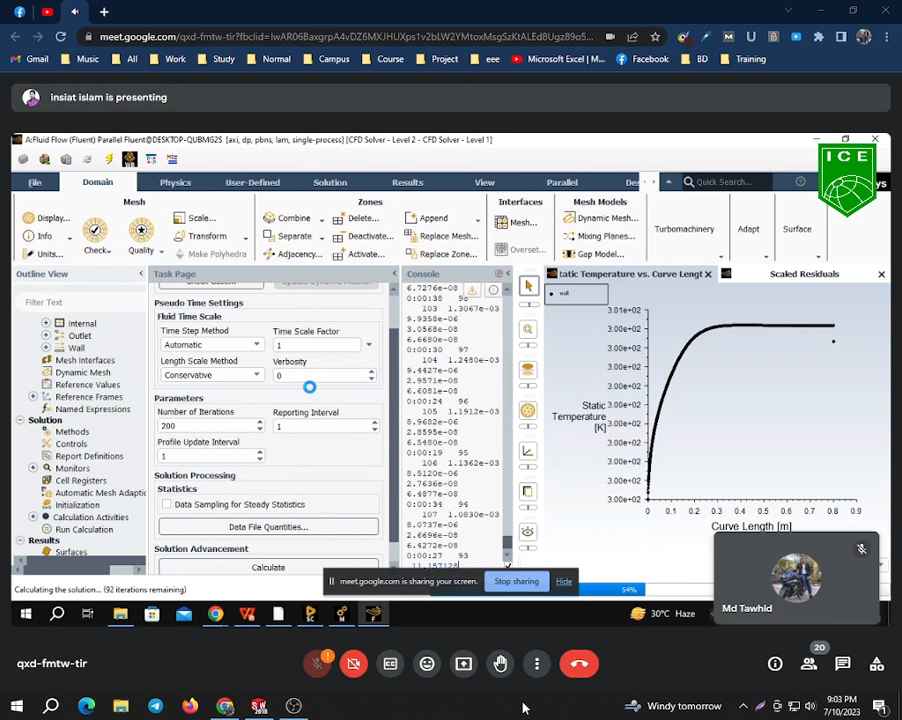 meet.google.com/qxd-fmtw-tir?fbclid=IwAR06BaxgrpA4vDZ6MXJHUXps1v2bLW2YMtoxMsgSzKtALEd8Ugz89o5...
Gmail Music All Work Study Normal Campus Course Project eee Microsoft Excel | M... Facebook BD Training
insiat islam is presenting
A:Fluid Flow (Fluent) Parallel Fluent@DESKTOP-QUBMG2S [axi, dp, pbns, lam, single-process] [CFD Solver - Level 2 - CFD Solver - Level 1]
ICE
File Domain Physics User-Defined Solution Results View Parallel Des Quick Search... ys
Mesh Zones Interfaces Mesh Models Turbomachinery Adapt Surface
Display... Scale... Combine Delete... Append Mesh... Dynamic Mesh...
Info Check Quality Transform Separate Deactivate... Replace Mesh... Mixing Planes...
Units... Make Polyhedra Adjacency... Activate... Replace Zone... Overset... Gap Model...
Outline View
Filter Text
Internal
Outlet
Wall
Mesh Interfaces
Dynamic Mesh
Reference Values
Reference Frames
Named Expressions
Solution
Methods
Controls
Report Definitions
Monitors
Cell Registers
Automatic Mesh Adaptio
Initialization
Calculation Activities
Run Calculation
Results
Surfaces
Task Page
Pseudo Time Settings
Fluid Time Scale
Time Step Method Time Scale Factor
Automatic 1
Length Scale Method Verbosity
Conservative 0
Parameters
Number of Iterations Reporting Interval
200 1
Profile Update Interval
1
Solution Processing
Statistics
Data Sampling for Steady Statistics
Data File Quantities...
Solution Advancement
Calculate
Console
6.7276e-08
0:00:38 98
103 1.3067e-03
9.9358e-06
3.0568e-08
6.6680e-08
0:00:30 97
104 1.2480e-03
9.4427e-06
2.9571e-08
6.6081e-08
0:00:24 96
105 1.1912e-03
8.9705e-06
2.8595e-08
6.5480e-08
0:00:19 95
106 1.1362e-03
8.5120e-06
2.7636e-08
6.4877e-08
0:00:34 94
107 1.0830e-03
8.0737e-06
2.6696e-08
6.4272e-08
0:00:27 93
tatic Temperature vs. Curve Lengt Scaled Residuals
wall
3.01e+02
3.01e+02
3.00e+02
3.00e+02
3.00e+02
3.00e+02
3.00e+02
3.00e+02
3.00e+02
3.00e+02
Static
Temperature
[K]
0 0.1 0.2 0.3 0.4 0.5 0.6 0.7 0.8 0.9
Curve Length [m]
Md Tawhid
meet.google.com is sharing your screen. Stop sharing Hide
Calculating the solution. (92 iterations remaining) 54%
30°C Haze
qxd-fmtw-tir
20
Windy tomorrow
9:03 PM
7/10/2023